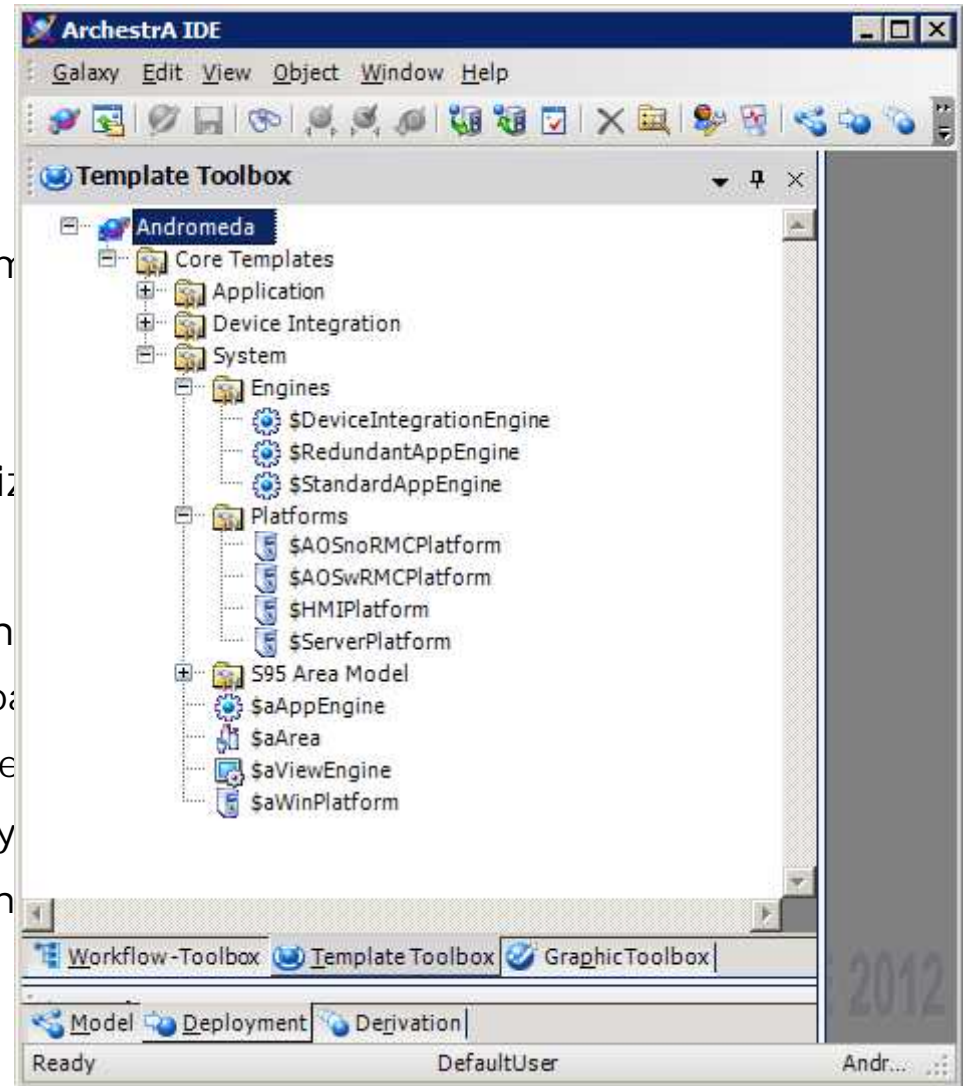 ArchestrA IDE
Galaxy Edit View Object Window Help
Template Toolbox
Andromeda
Core Templates
Application
Device Integration
System
Engines
$DeviceIntegrationEngine
$RedundantAppEngine
$StandardAppEngine
Platforms
$AOSnoRMCPlatform
$AOSwRMCPlatform
$HMIPlatform
$ServerPlatform
S95 Area Model
$aAppEngine
$aArea
$aViewEngine
$aWinPlatform
Workflow-Toolbox Template Toolbox GraphicToolbox
2012
Model Deployment Derivation
Ready DefaultUser Andr...